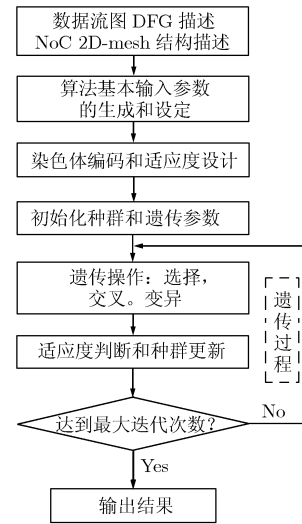 数据流图 DFG 描述
NoC 2D-mesh 结构描述
算法基本输入参数
的生成和设定
染色体编码和适应度设计
初始化种群和遗传参数
遗传操作：选择，
交叉。变异
适应度判断和种群更新
遗传过程
达到最大迭代次数？
No
Yes
输出结果